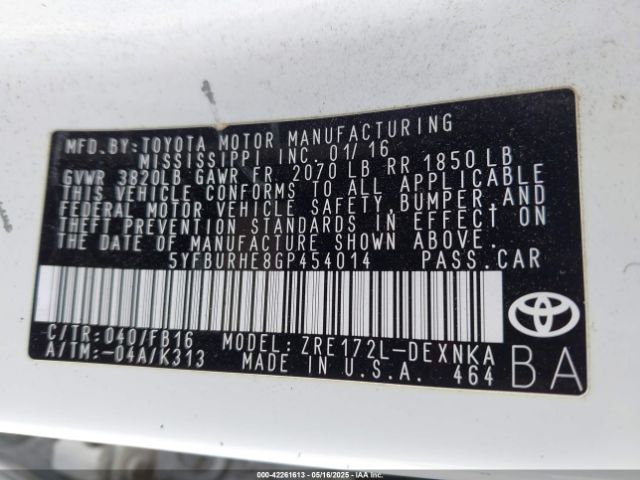 MFD.BY: TOYOTA MOTOR MANUFACTURING
MISSISSIPPI INC. 01/16
GVWR 3820LB GAWR FR. 2070 LB RR 1850 LB
THIS VEHICLE CONFORMS TO ALL APPLICABLE
FEDERAL MOTOR VEHICLE SAFETY, BUMPER, AND
THEFT PREVENTION STANDARDS IN EFFECT ON
THE DATE OF MANUFACTURE SHOWN ABOVE.
5YFBURHE8GP454014 PASS.CAR
C/TR: 040/FB16 MODEL: ZRE172L-DEXNKA
A/TM: -04A/K313 MADE IN U.S.A. 464
TOYOTA
BA
© IAA 000-42261613 - 05/16/2025 - IAAI.COM